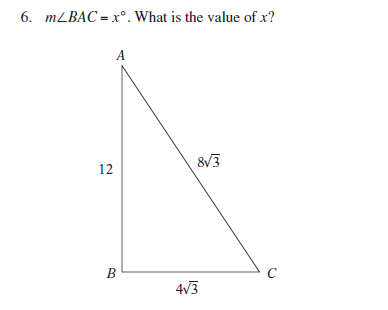 6. m∠BAC = x°. What is the value of x?
A
8√3
12
B
C
4√3